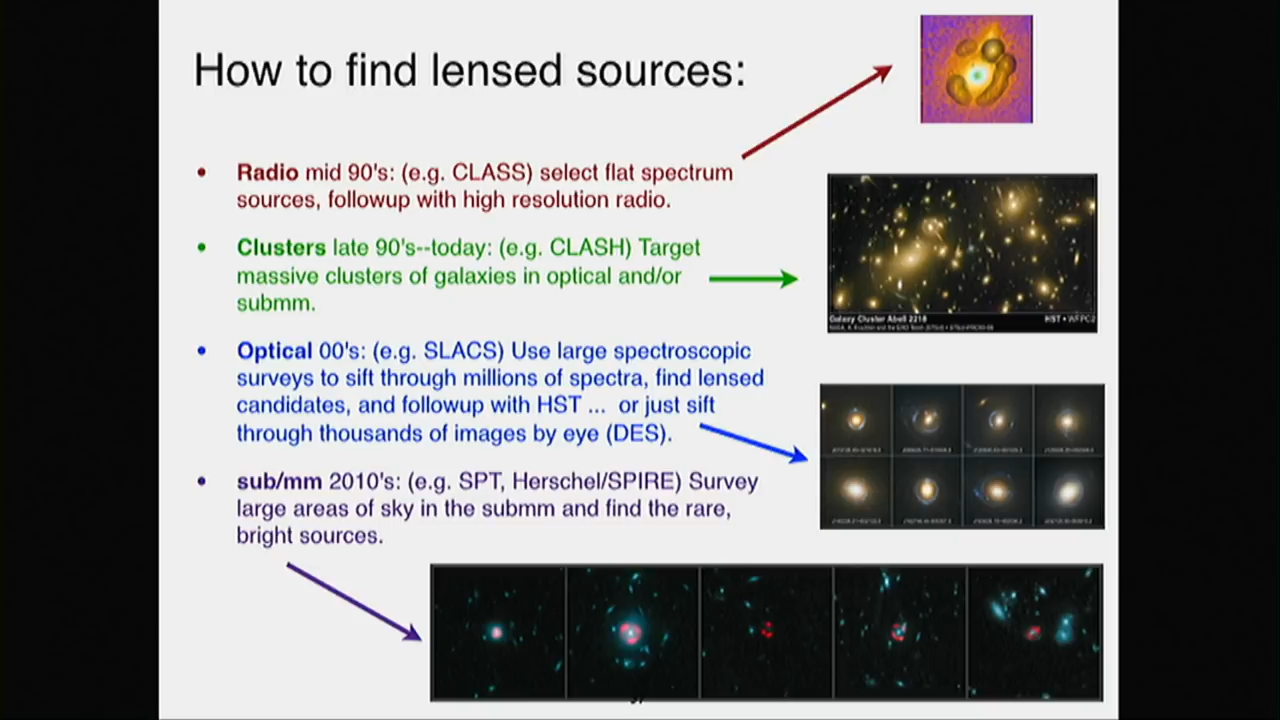 How to find lensed sources:
• Radio mid 90's: (e.g. CLASS) select flat spectrum
sources, followup with high resolution radio.
• Clusters late 90's--today: (e.g. CLASH) Target
massive clusters of galaxies in optical and/or
submm.
• Optical 00's: (e.g. SLACS) Use large spectroscopic
surveys to sift through millions of spectra, find lensed
candidates, and followup with HST ... or just sift
through thousands of images by eye (DES).
• sub/mm 2010's: (e.g. SPT, Herschel/SPIRE) Survey
large areas of sky in the submm and find the rare,
bright sources.
Galaxy Cluster Abell 2218
HST • WFPC2